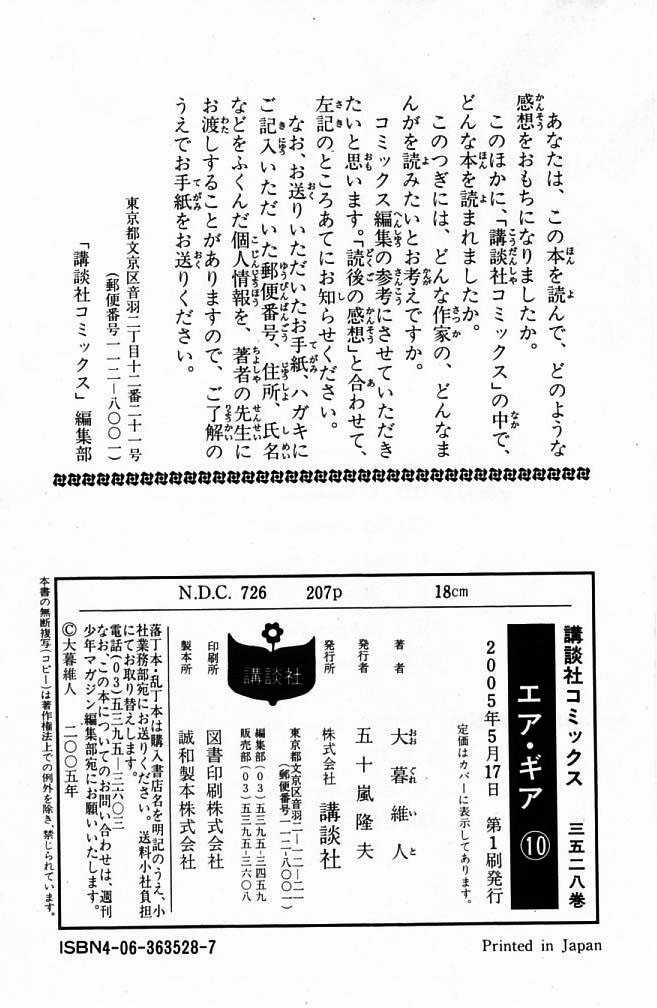 あなたは、この本を読んで、どのような
感想をおもちになりましたか。
このほかに、「講談社コミックス」の中で、
どんな本を読まれましたか。
このつぎには、どんな作家の、どんなま
んがを読みたいとお考えですか。
コミックス編集の参考にさせていただき
たいと思います。「読後の感想」と合わせて、
左記のところあてにお知らせください。
なお、お送りいただいたお手紙、ハガキに
ご記入いただいた郵便番号、住所、氏名
などをふくんだ個人情報を、著者の先生に
お渡しすることがありますので、ご了解の
うえでお手紙をお送りください。
東京都文京区音羽二丁目十二番二十一号
(郵便番号一一二―八〇〇一)
「講談社コミックス」編集部
N.D.C. 726 207p 18cm
講談社コミックス 三五二八巻
エア・ギア ⑩
2005年5月17日 第1刷発行
定価はカバーに表示してあります。
著者 大暮維人
おおぐれいと
発行者 五十嵐隆夫
発行所 株式会社 講談社
東京都文京区音羽二―一二―二一
(郵便番号一一二―八〇〇一)
編集部(〇3)五三九五―三四五九
販売部(〇3)五三九五―三六〇八
講談社
印刷所 図書印刷株式会社
製本所 誠和製本株式会社
落丁本・乱丁本は購入書店名を明記のうえ、小
社業務部宛にお送りください。送料小社負担
にてお取り替えします。
電話(〇3)五三九五―三六〇三
なお、この本についてのお問い合わせは、週刊
少年マガジン編集部宛にお願いいたします。
©大暮維人 二〇〇五年
本書の無断複写(コピー)は著作権法上での例外を除き、禁じられています。
ISBN4-06-363528-7
Printed in Japan